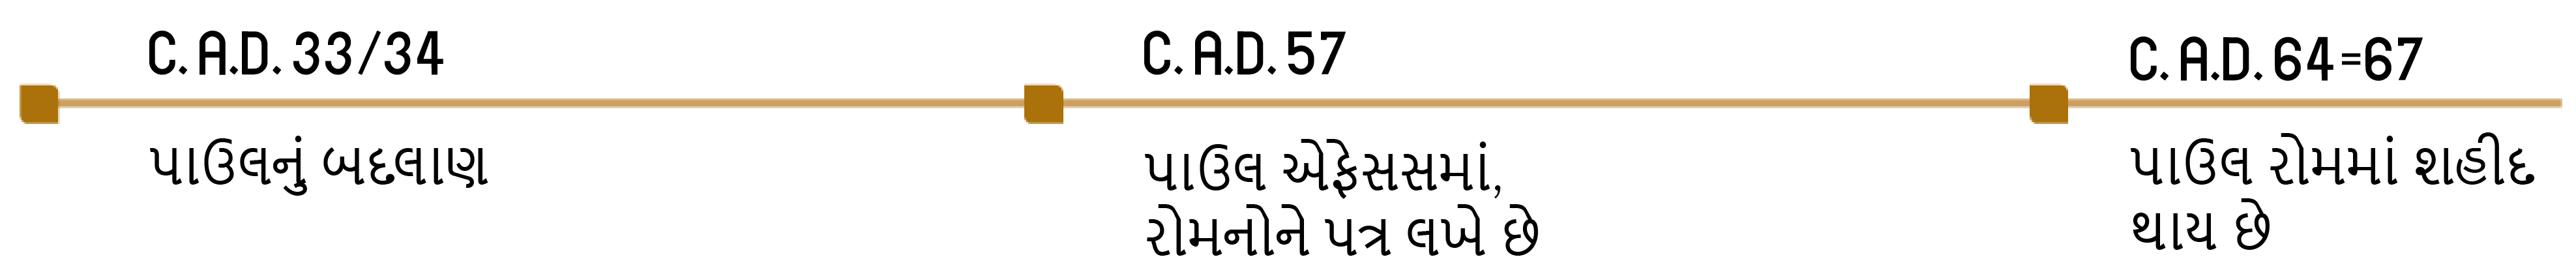 C. A.D. 33/34
પાઉલનું બદલાણ
C. A.D. 57
પાઉલ એફેસસમાં,
રોમનોને પત્ર લખે છે
C. A.D. 64=67
પાઉલ રોમમાં શહીદ
થાય છે